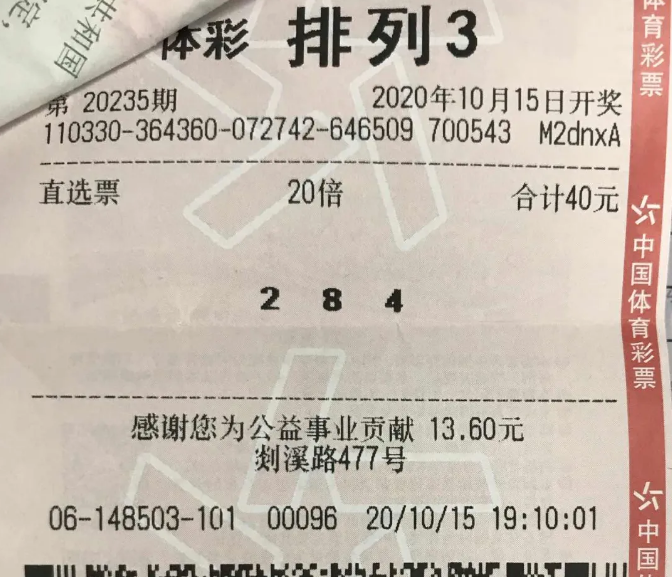 共和国
定,
体彩 排列3
第 20235期 2020年10月15日开奖
110330-364360-072742-646509 700543 M2dnxA
直选票 20倍 合计40元
2 8 4
感谢您为公益事业贡献 13.60元
剡溪路477号
06-148503-101 00096 20/10/15 19:10:01
体育彩票
中国体育彩票
中国